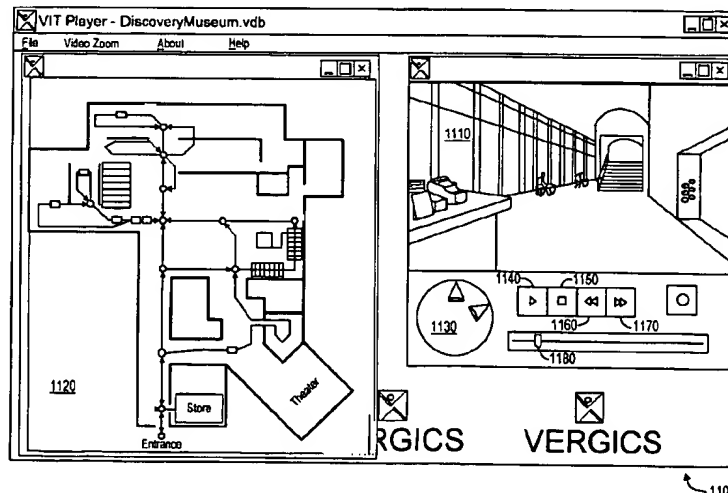 VIT Player - DiscoveryMuseum.vdb
File Video Zoom About Help
1110
1120
Store
Theater
Entrance
1140
1150
1130
1160
1170
1180
RGICS
VERGICS